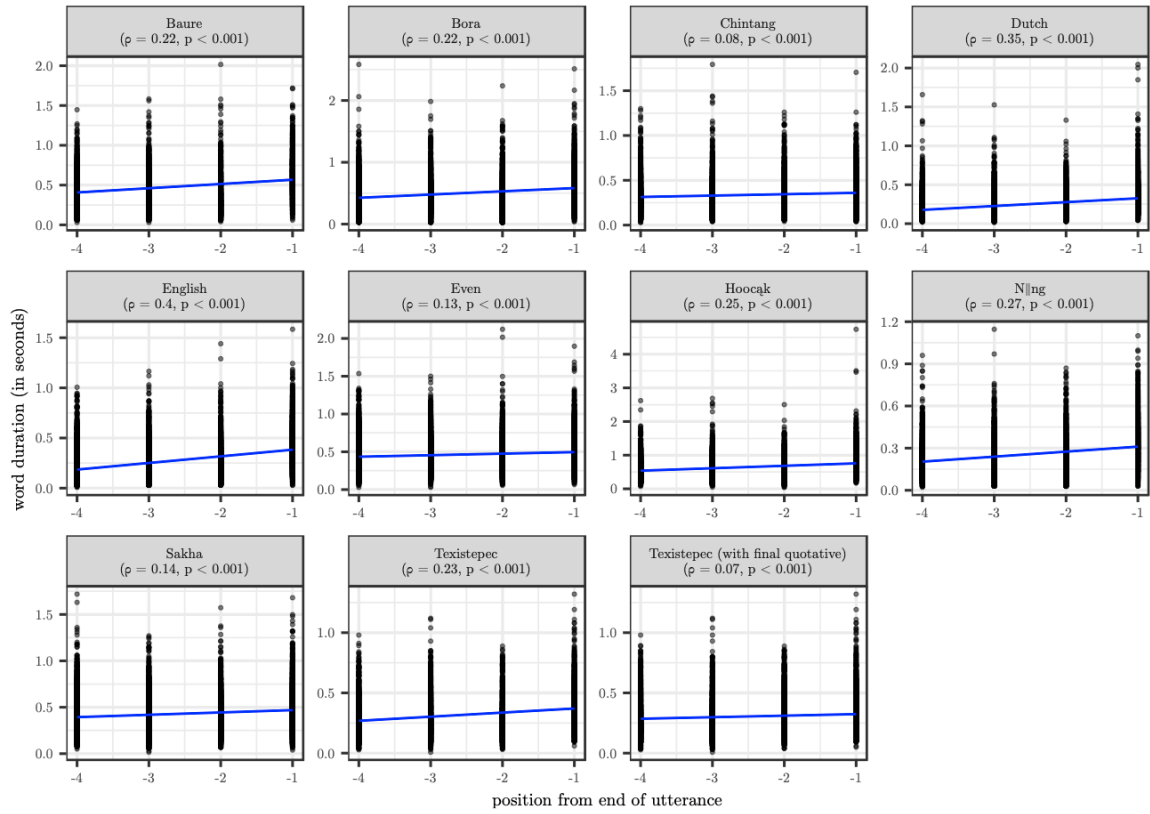 Baure
(ρ = 0.22, p < 0.001)
Bora
(ρ = 0.22, p < 0.001)
Chintang
(ρ = 0.08, p < 0.001)
Dutch
(ρ = 0.35, p < 0.001)
2.0
1.5
1.0
0.5
0.0
-4 -3 -2 -1
2
1
0
-4 -3 -2 -1
1.5
1.0
0.5
0.0
-4 -3 -2 -1
2.0
1.5
1.0
0.5
0.0
-4 -3 -2 -1
word duration (in seconds)
English
(ρ = 0.4, p < 0.001)
Even
(ρ = 0.13, p < 0.001)
Hoocąk
(ρ = 0.25, p < 0.001)
Nǁng
(ρ = 0.27, p < 0.001)
1.5
1.0
0.5
0.0
-4 -3 -2 -1
2.0
1.5
1.0
0.5
0.0
-4 -3 -2 -1
4
3
2
1
0
-4 -3 -2 -1
1.2
0.9
0.6
0.3
0.0
-4 -3 -2 -1
Sakha
(ρ = 0.14, p < 0.001)
Texistepec
(ρ = 0.23, p < 0.001)
Texistepec (with final quotative)
(ρ = 0.07, p < 0.001)
1.5
1.0
0.5
0.0
-4 -3 -2 -1
1.0
0.5
0.0
-4 -3 -2 -1
1.0
0.5
0.0
-4 -3 -2 -1
position from end of utterance